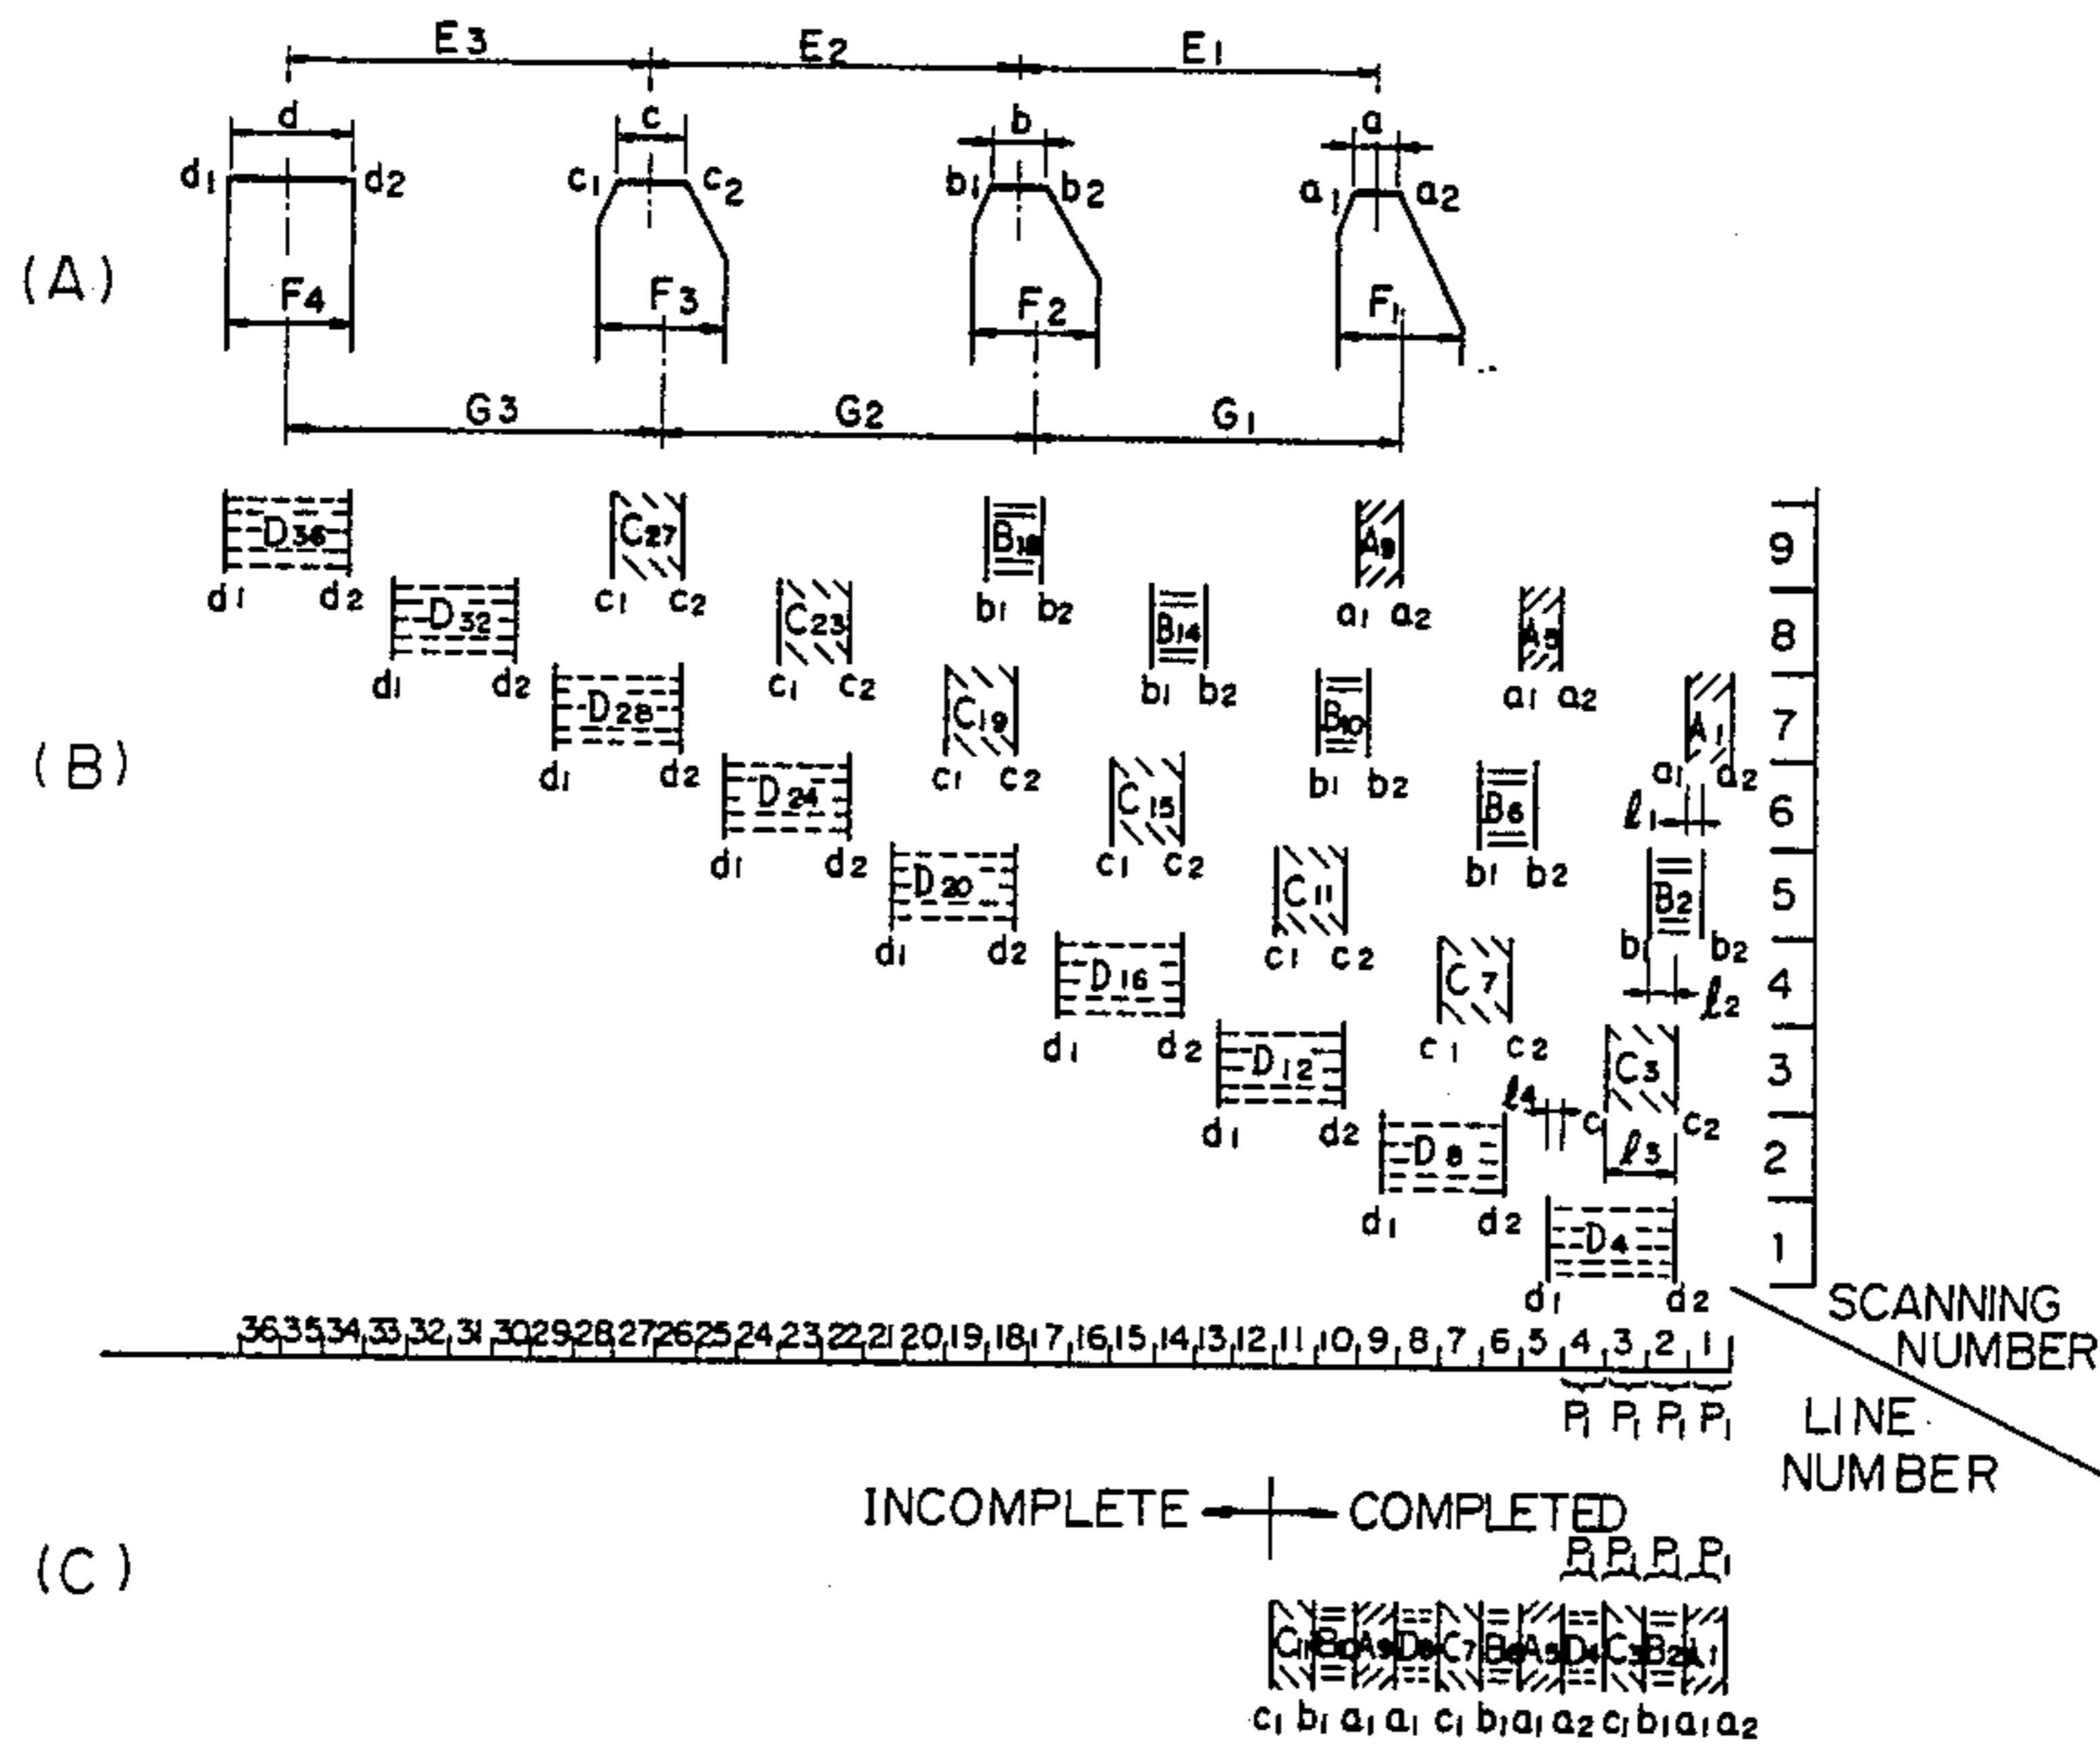 E3 E2 E1
d c b a
d1 d2 c1 c2 b1 b2 a1 a2
(A)
F4 F3 F2 F1
G3 G2 G1
D36 C27 B18 A9 9
d1 d2 c1 c2 b1 b2 a1 a2
D32 C23 B14 A5 8
d1 d2 c1 c2 b1 b2 a1 a2
D28 C19 B10 A1 7
(B)
d1 d2 c1 c2 b1 b2 a1 a2
D24 C15 B6 ℓ1 6
d1 d2 c1 c2 b1 b2
D20 C11 B2 5
d1 d2 c1 c2 b1 b2
D16 C7 ℓ2 4
d1 d2 c1 c2
D12 C3 3
ℓ4
d1 d2 c c2
D8 ℓ3 2
d1 d2
D4 1
d1 d2
SCANNING
NUMBER
36 35 34 33 32 31 30 29 28 27 26 25 24 23 22 21 20 19 18 17 16 15 14 13 12 11 10 9 8 7 6 5 4 3 2 1
P1 P1 P1 P1
LINE
NUMBER
INCOMPLETE COMPLETED
P1 P1 P1 P1
(C)
C11 B10 A9 D8 C7 B6 A5 D4 C3 B2 A1
c1 b1 a1 a1 c1 b1 a1 a2 c1 b1 a1 a2